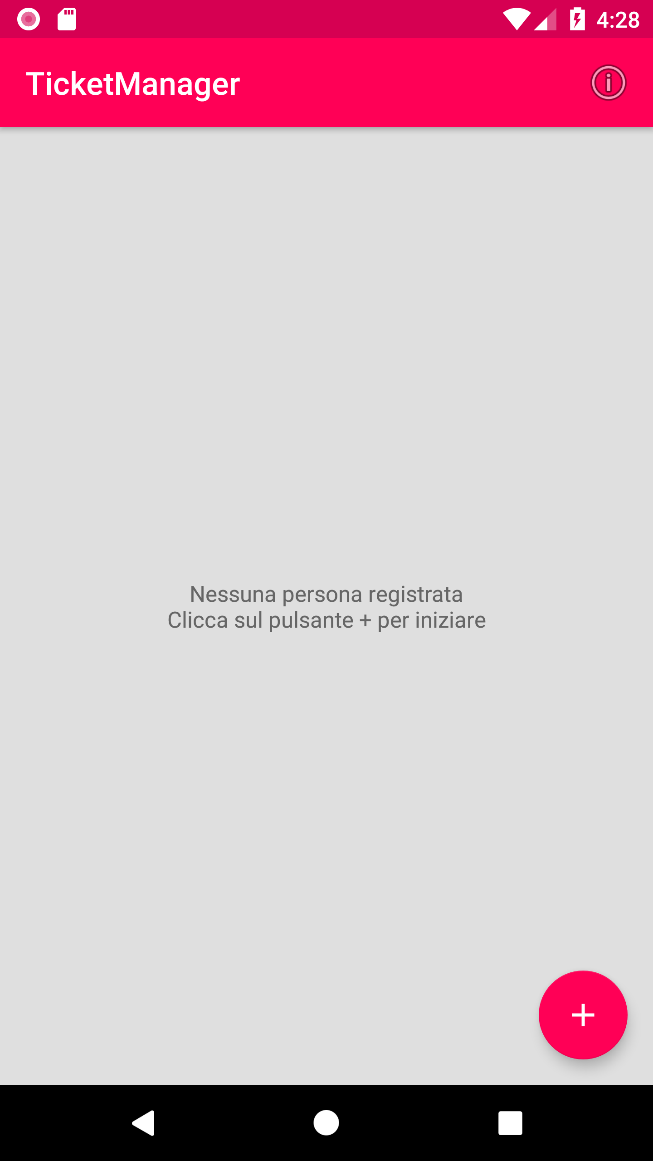 4:28
TicketManager
Nessuna persona registrata
Clicca sul pulsante + per iniziare
+